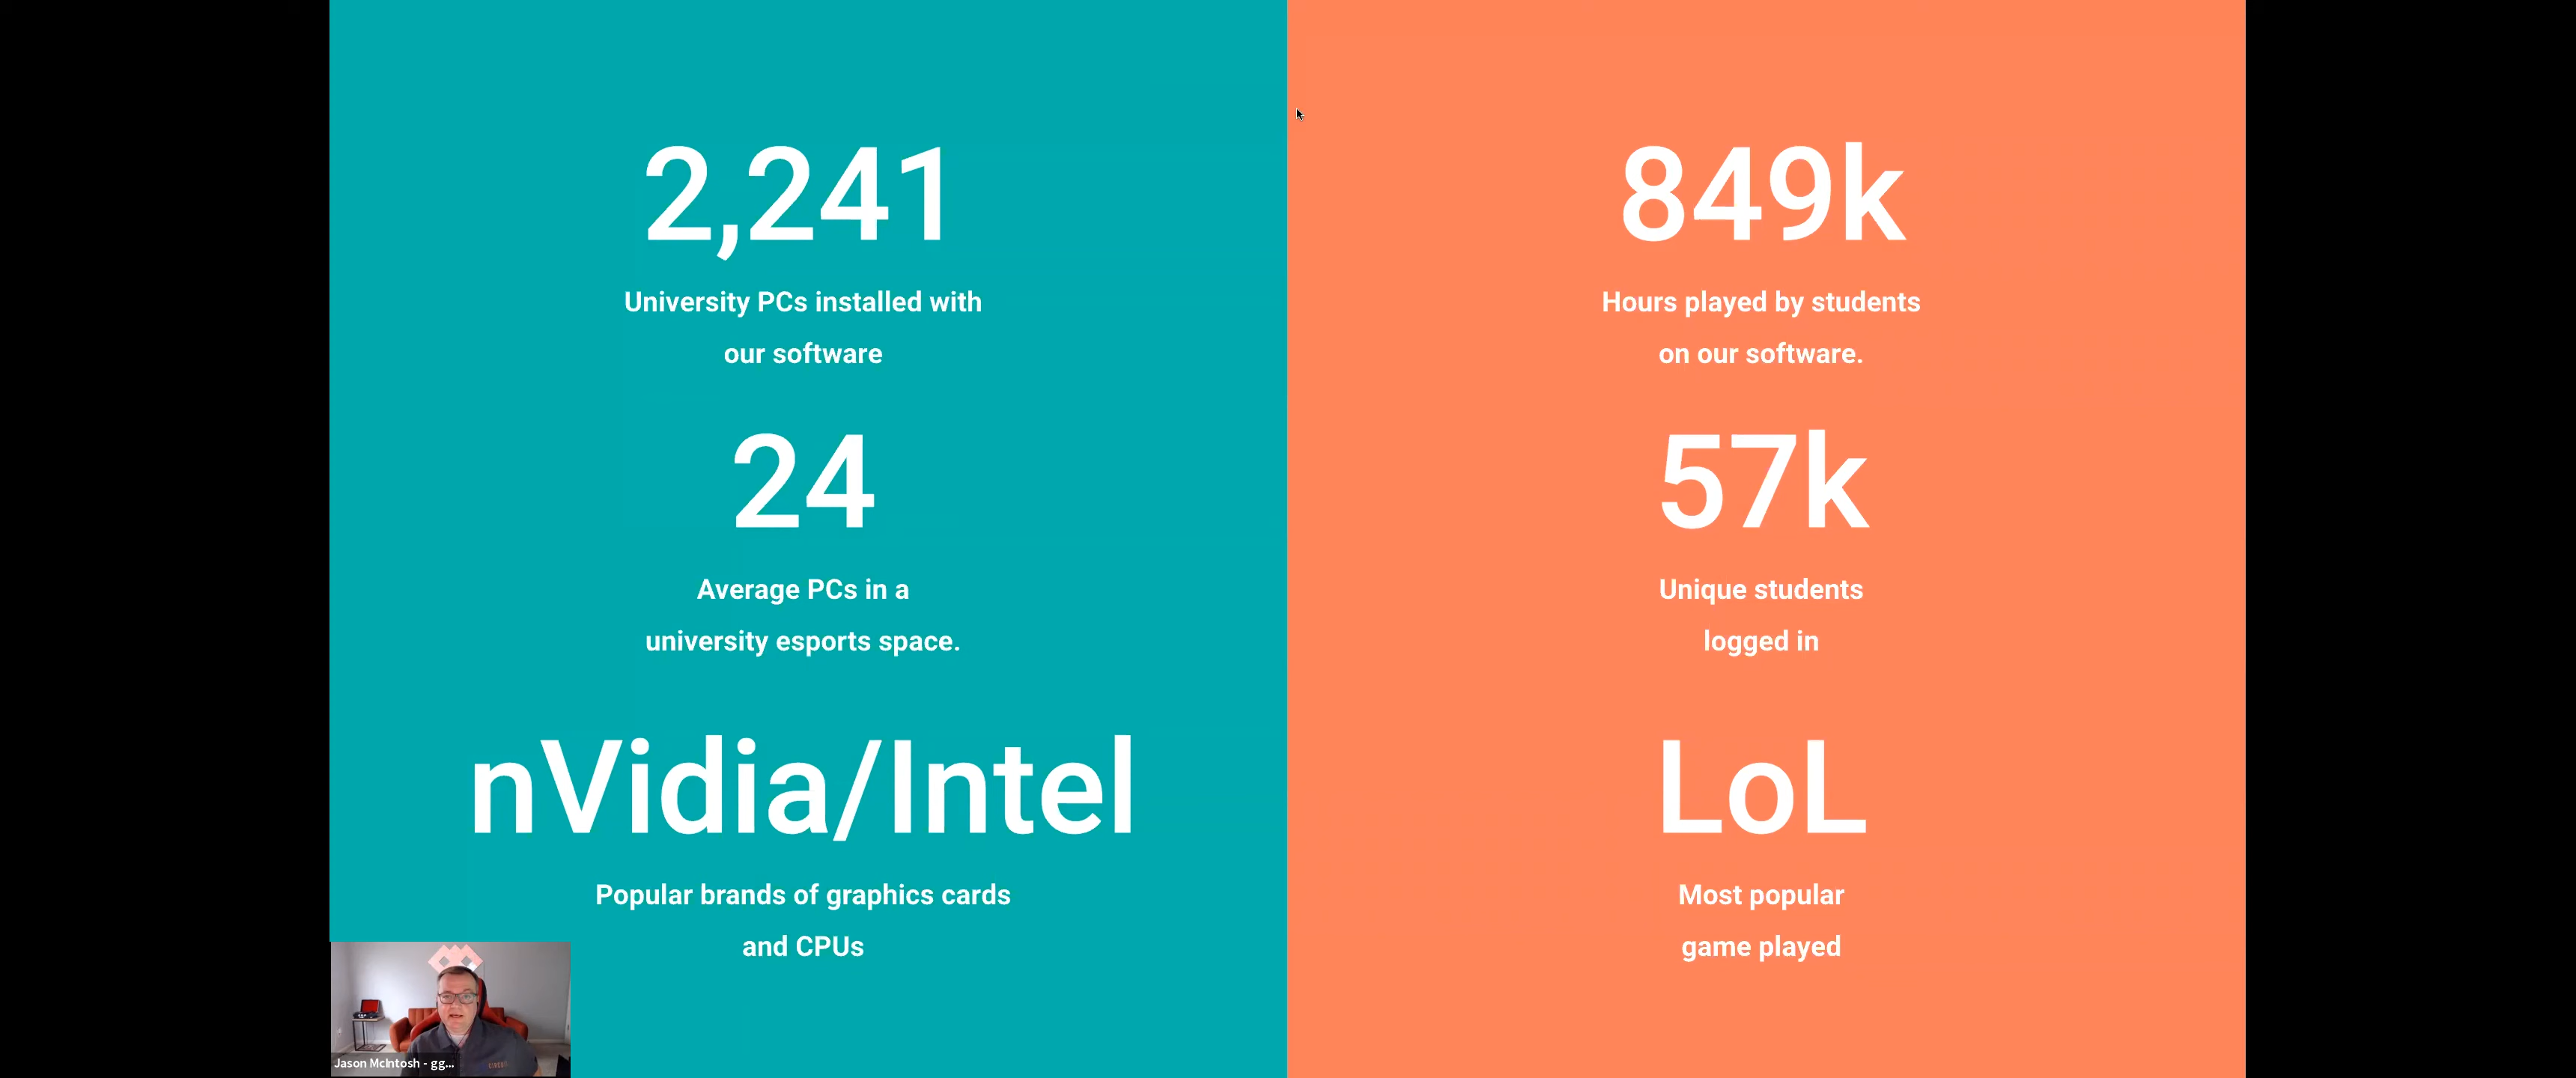 2,241
University PCs installed with
our software
24
Average PCs in a
university esports space.
nVidia/Intel
Popular brands of graphics cards
and CPUs
849k
Hours played by students
on our software.
57k
Unique students
logged in
LoL
Most popular
game played
Jason McIntosh - gg...